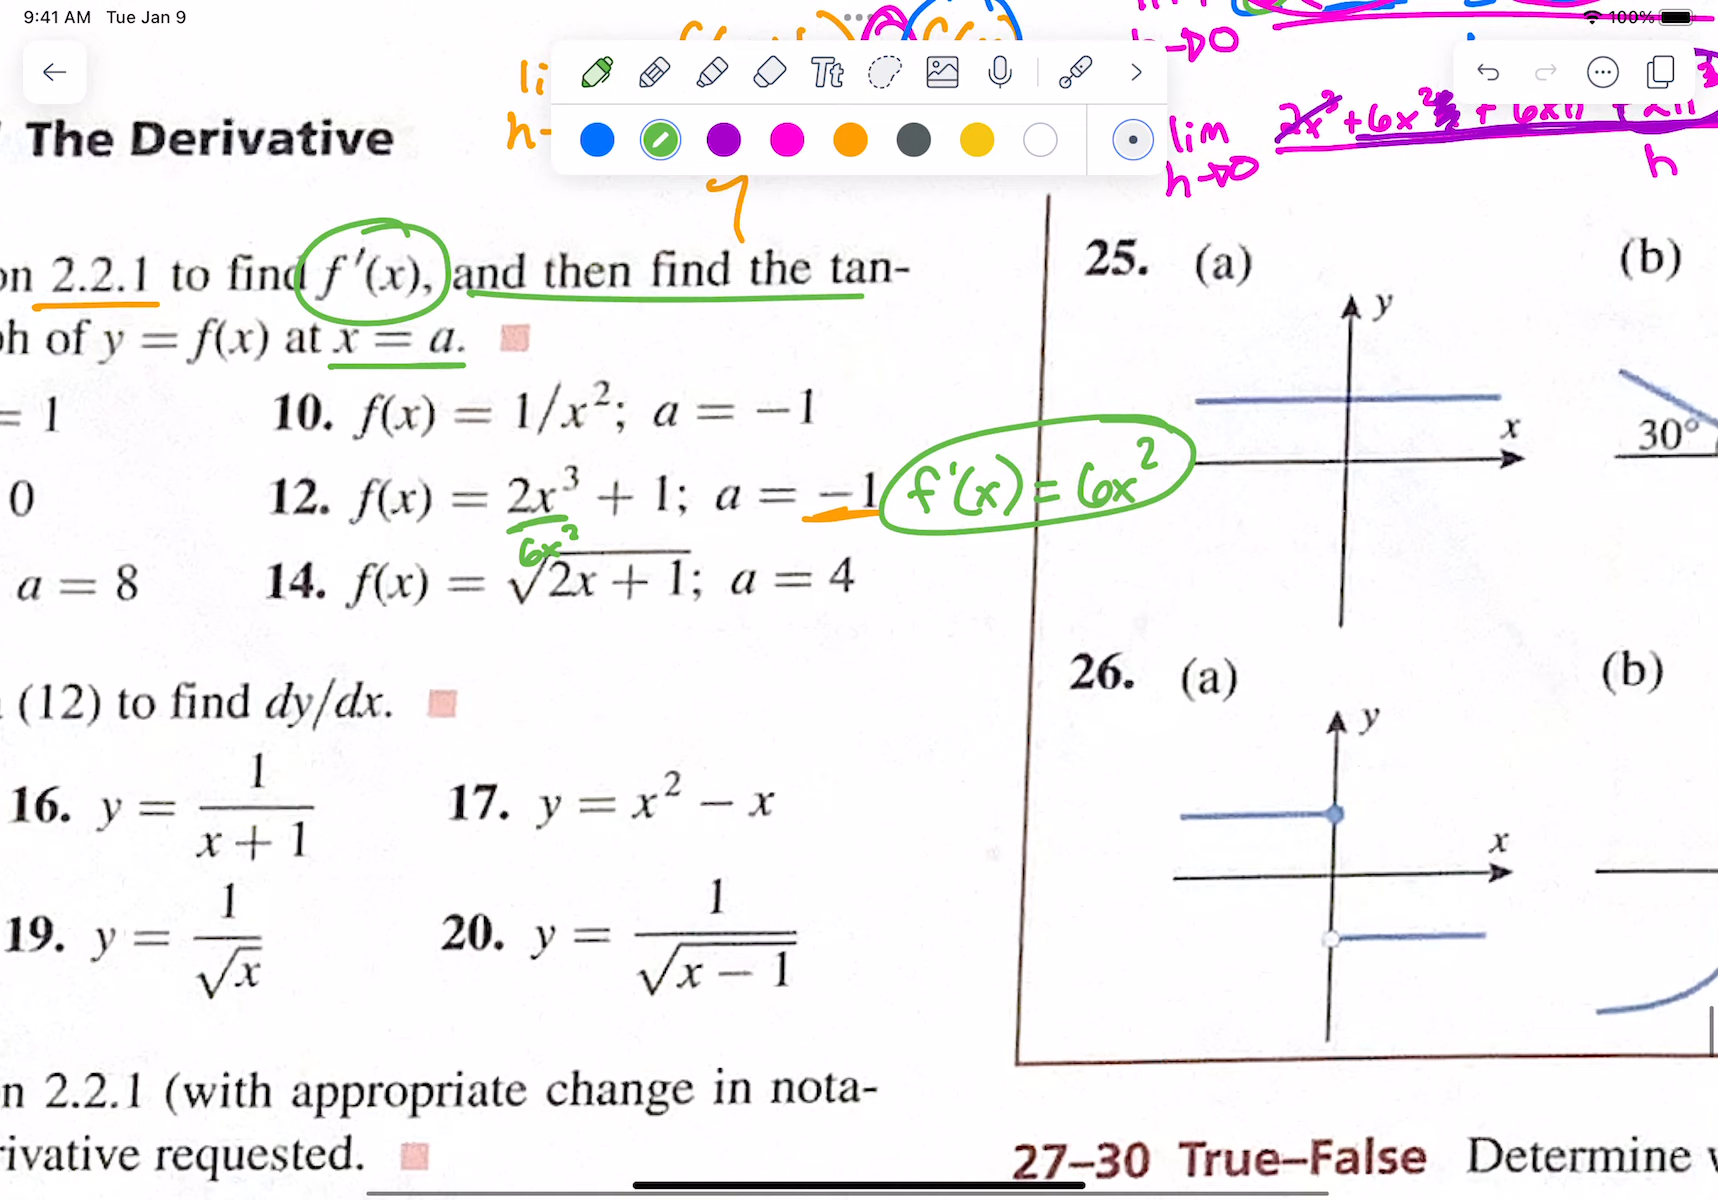 9:41 AM Tue Jan 9
100%
Tt
h→0
lim
h→0
2x³ + 6x²
h
The Derivative
on 2.2.1 to find f′(x), and then find the tan-
ph of y = f(x) at x = a.
= 1
10. f(x) = 1/x²; a = −1
0
12. f(x) = 2x³ + 1; a = −1
f'(x) = 6x²
6x²
a = 8
14. f(x) = √(2x + 1); a = 4
(12) to find dy/dx.
16. y = 1/(x + 1)
17. y = x² − x
19. y = 1/√x
20. y = 1/√(x − 1)
n 2.2.1 (with appropriate change in nota-
rivative requested.
25. (a)
(b)
y
x
30°
26. (a)
(b)
y
x
27–30 True–False Determine